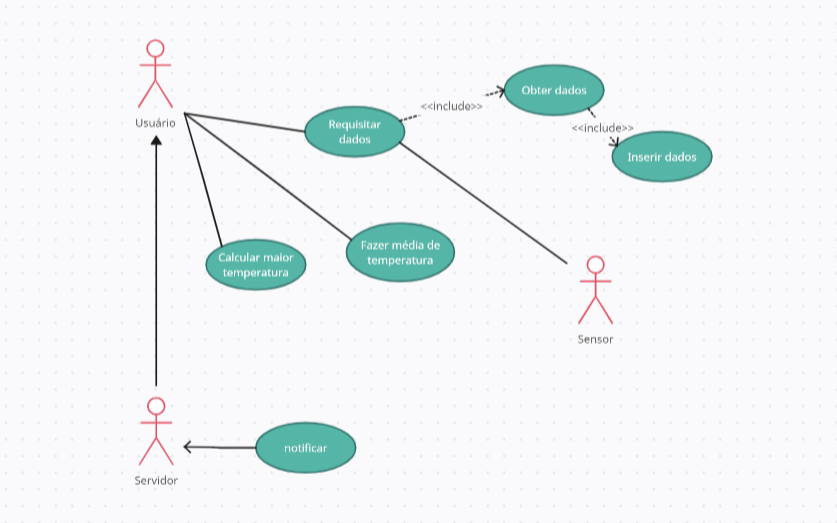 Usuário
Requisitar
dados
<<include>>
Obter dados
<<include>>
Inserir dados
Calcular maior
temperatura
Fazer média de
temperatura
Sensor
Servidor
notificar